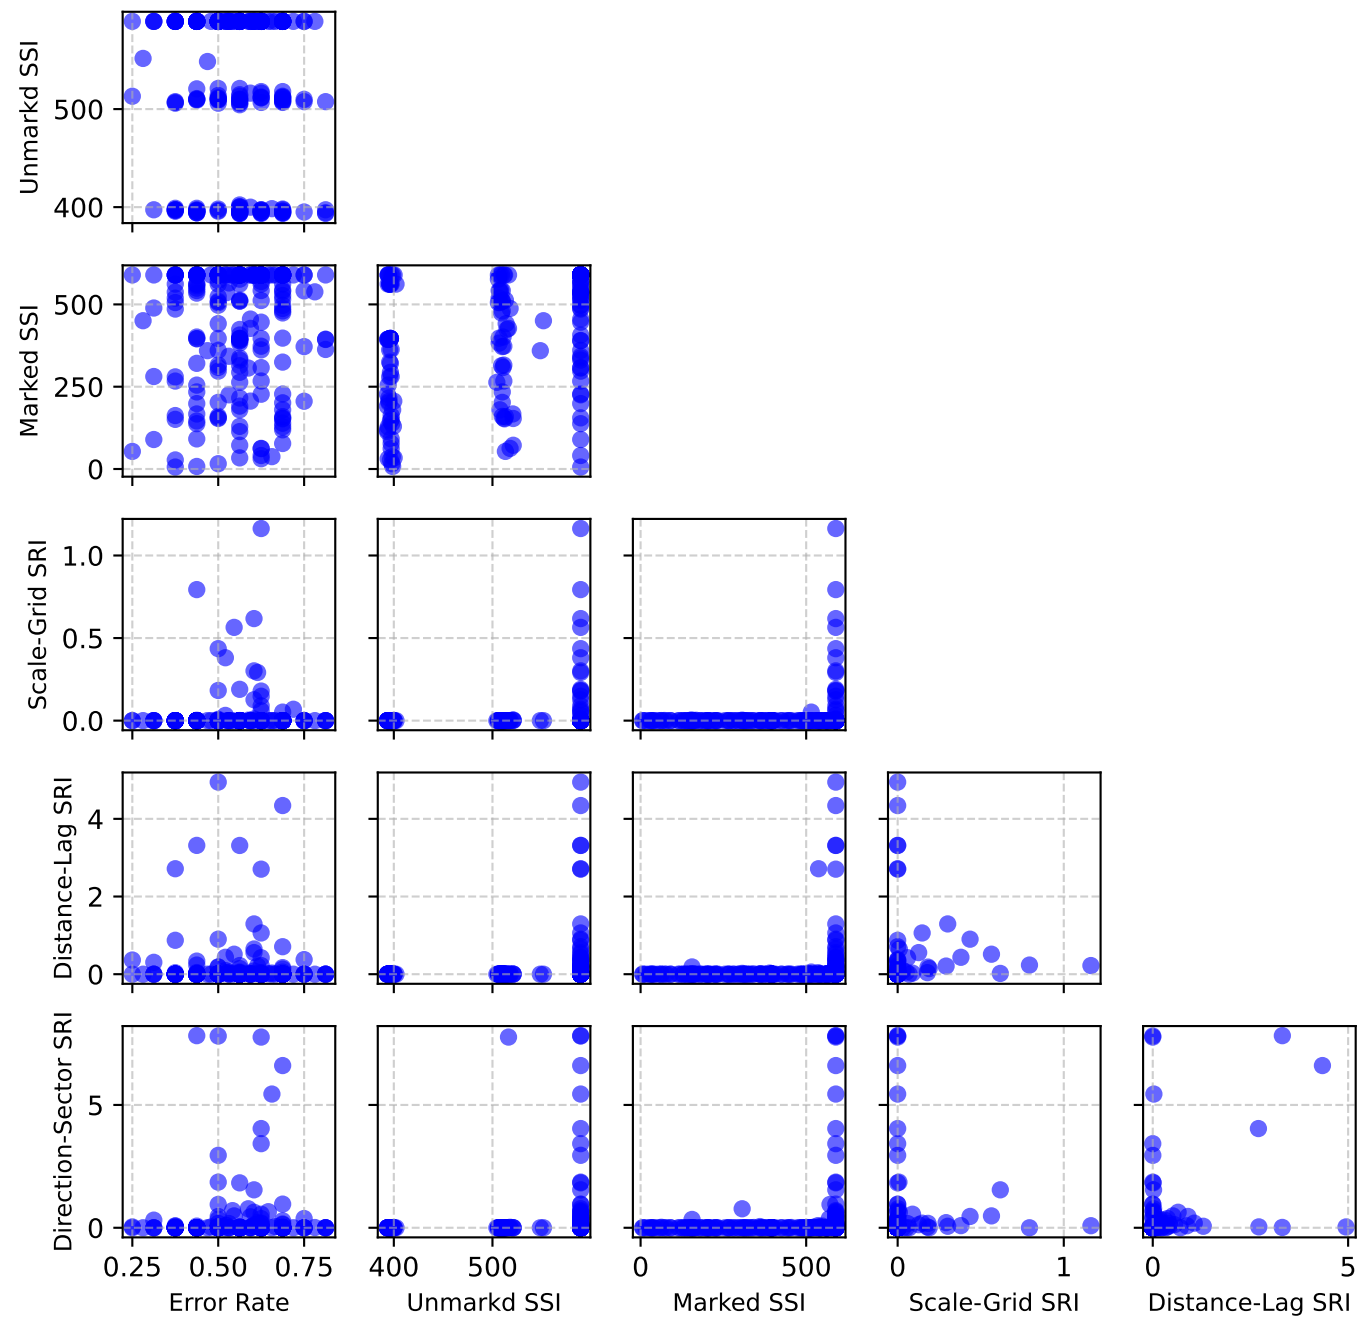 Unmarkd SSI
500
400
Marked SSI
500
250
0
Scale-Grid SRI
1.0
0.5
0.0
Distance-Lag SRI
4
2
0
Direction-Sector SRI
5
0
0.25 0.50 0.75 400 500 0 500 0 1 0 5
Error Rate Unmarkd SSI Marked SSI Scale-Grid SRI Distance-Lag SRI